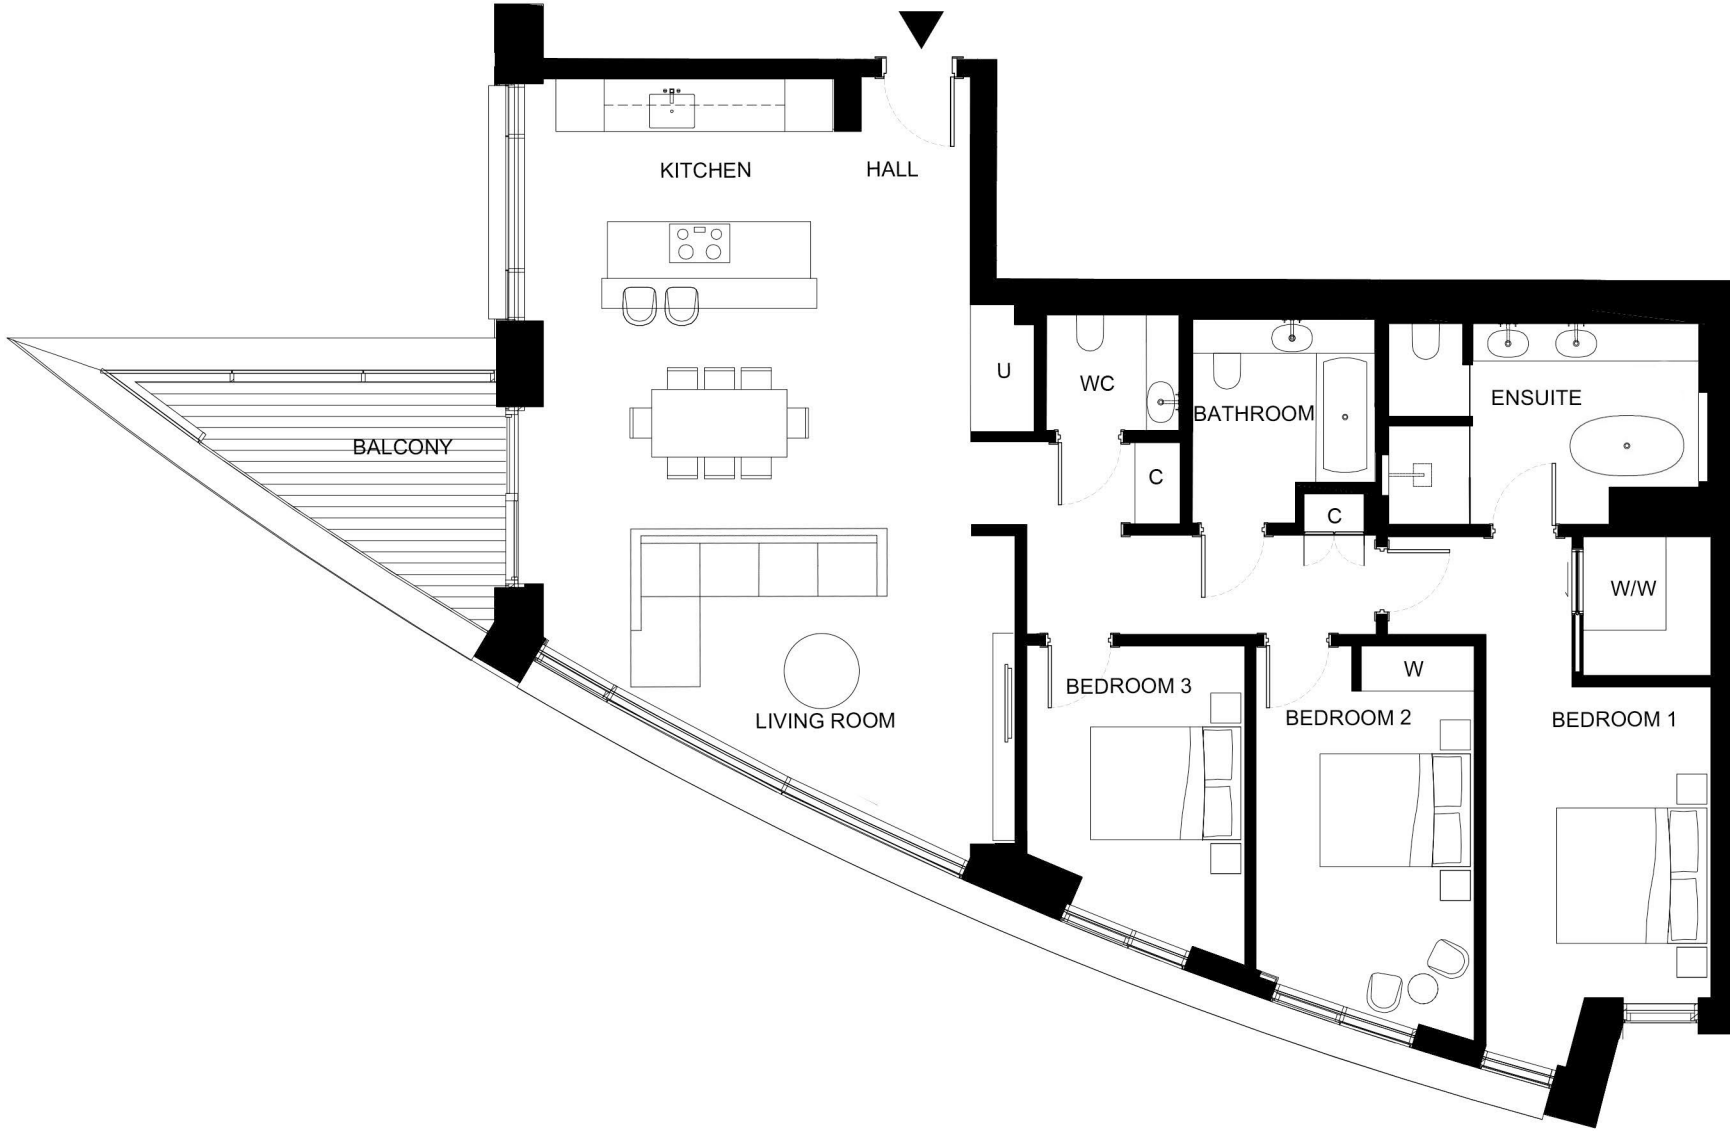 KITCHEN
HALL
U
WC
BATHROOM
ENSUITE
BALCONY
C
C
W/W
BEDROOM 3
W
LIVING ROOM
BEDROOM 2
BEDROOM 1